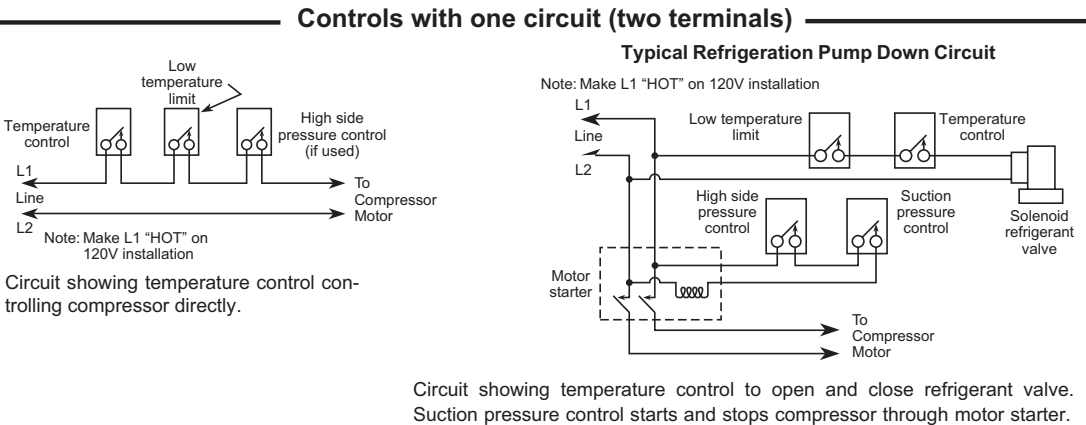 Controls with one circuit (two terminals)
Low
temperature
limit
Temperature
control
High side
pressure control
(if used)
L1
Line
L2
To
Compressor
Motor
Note: Make L1 “HOT” on
120V installation
Circuit showing temperature control con-
trolling compressor directly.
Typical Refrigeration Pump Down Circuit
Note: Make L1 “HOT” on 120V installation
L1
Line
L2
Low temperature
limit
Temperature
control
High side
pressure
control
Suction
pressure
control
Solenoid
refrigerant
valve
Motor
starter
To
Compressor
Motor
Circuit showing temperature control to open and close refrigerant valve.
Suction pressure control starts and stops compressor through motor starter.